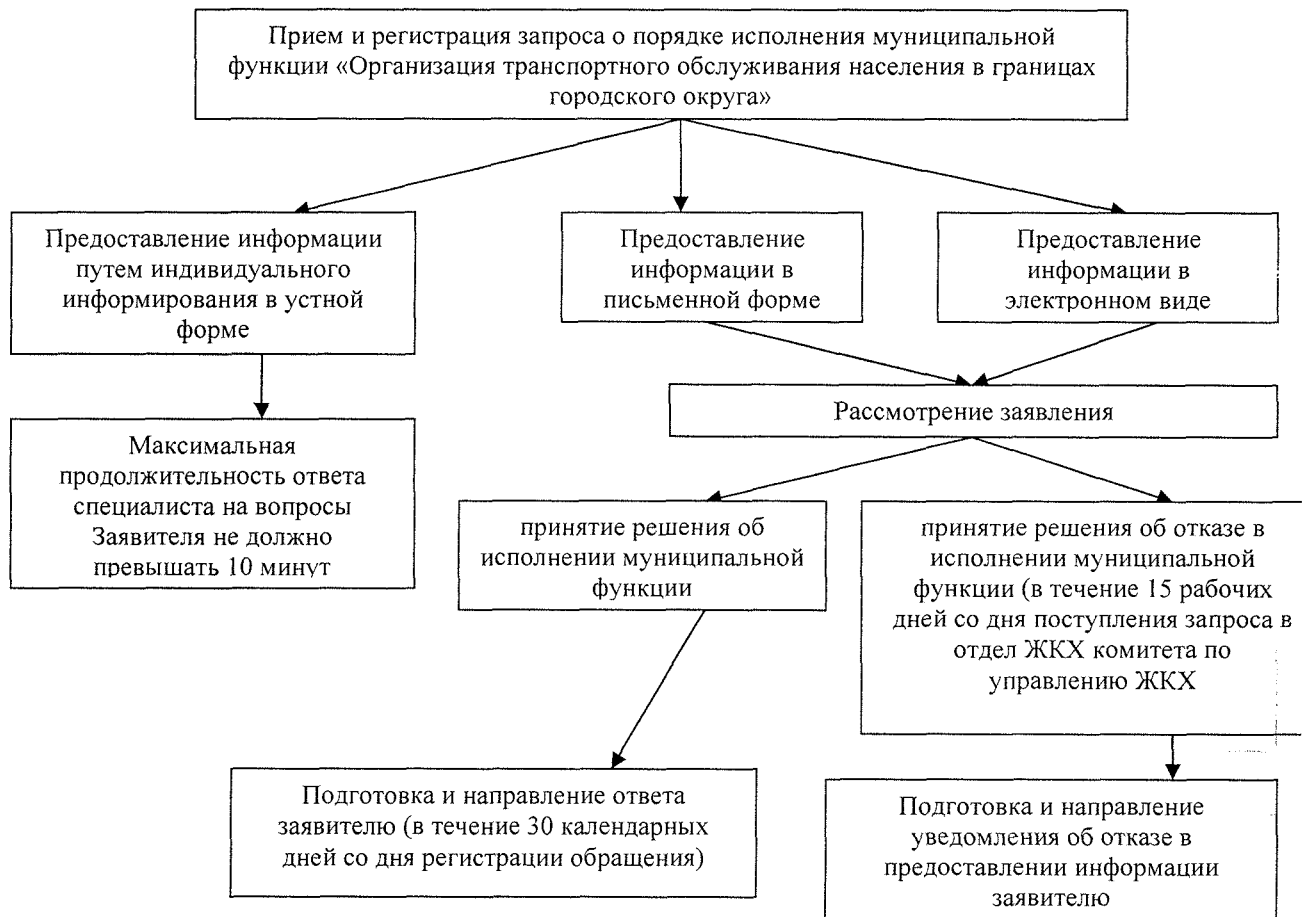 Прием и регистрация запроса о порядке исполнения муниципальной
функции «Организация транспортного обслуживания населения в границах
городского округа»
Предоставление информации
путем индивидуального
информирования в устной
форме
Предоставление
информации в
письменной форме
Предоставление
информации в
электронном виде
Рассмотрение заявления
Максимальная
продолжительность ответа
специалиста на вопросы
Заявителя не должно
превышать 10 минут
принятие решения об
исполнении муниципальной
функции
принятие решения об отказе в
исполнении муниципальной
функции (в течение 15 рабочих
дней со дня поступления запроса в
отдел ЖКХ комитета по
управлению ЖКХ
Подготовка и направление ответа
заявителю (в течение 30 календарных
дней со дня регистрации обращения)
Подготовка и направление
уведомления об отказе в
предоставлении информации
заявителю